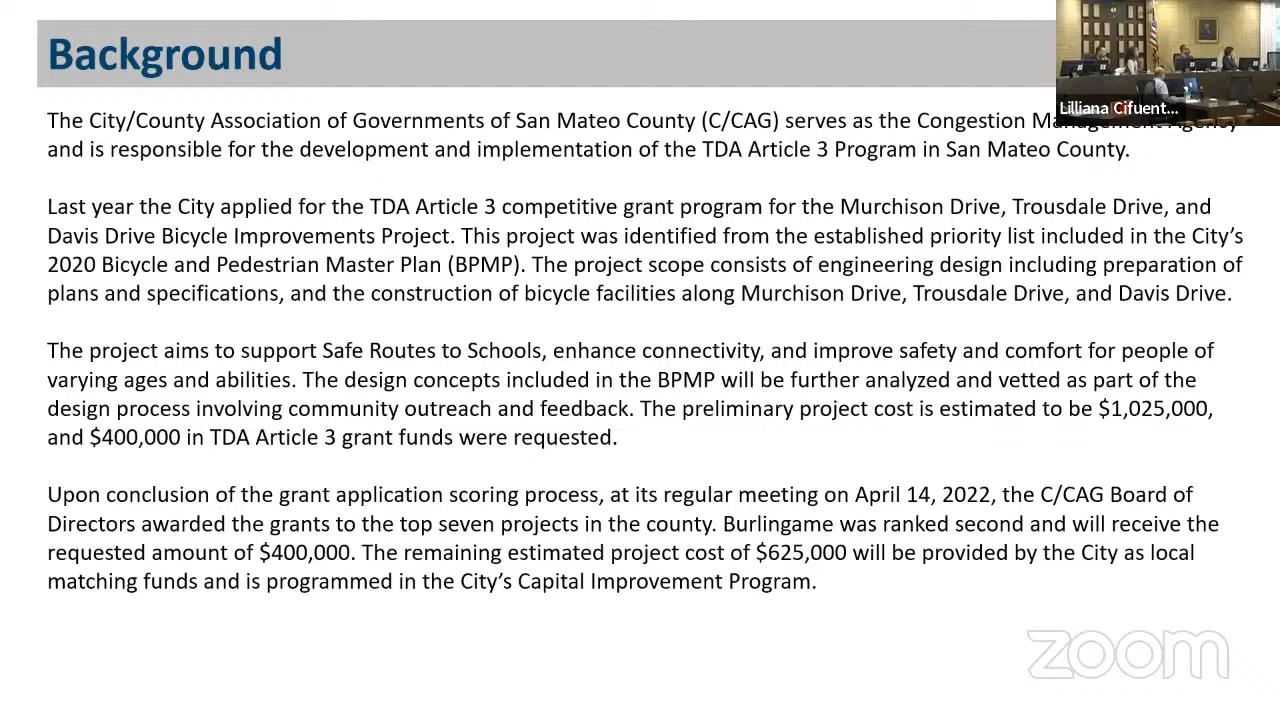 Background
Lilliana Cifuent...
The City/County Association of Governments of San Mateo County (C/CAG) serves as the Congestion Management Agency
and is responsible for the development and implementation of the TDA Article 3 Program in San Mateo County.
Last year the City applied for the TDA Article 3 competitive grant program for the Murchison Drive, Trousdale Drive, and
Davis Drive Bicycle Improvements Project. This project was identified from the established priority list included in the City’s
2020 Bicycle and Pedestrian Master Plan (BPMP). The project scope consists of engineering design including preparation of
plans and specifications, and the construction of bicycle facilities along Murchison Drive, Trousdale Drive, and Davis Drive.
The project aims to support Safe Routes to Schools, enhance connectivity, and improve safety and comfort for people of
varying ages and abilities. The design concepts included in the BPMP will be further analyzed and vetted as part of the
design process involving community outreach and feedback. The preliminary project cost is estimated to be $1,025,000,
and $400,000 in TDA Article 3 grant funds were requested.
Upon conclusion of the grant application scoring process, at its regular meeting on April 14, 2022, the C/CAG Board of
Directors awarded the grants to the top seven projects in the county. Burlingame was ranked second and will receive the
requested amount of $400,000. The remaining estimated project cost of $625,000 will be provided by the City as local
matching funds and is programmed in the City’s Capital Improvement Program.
zoom